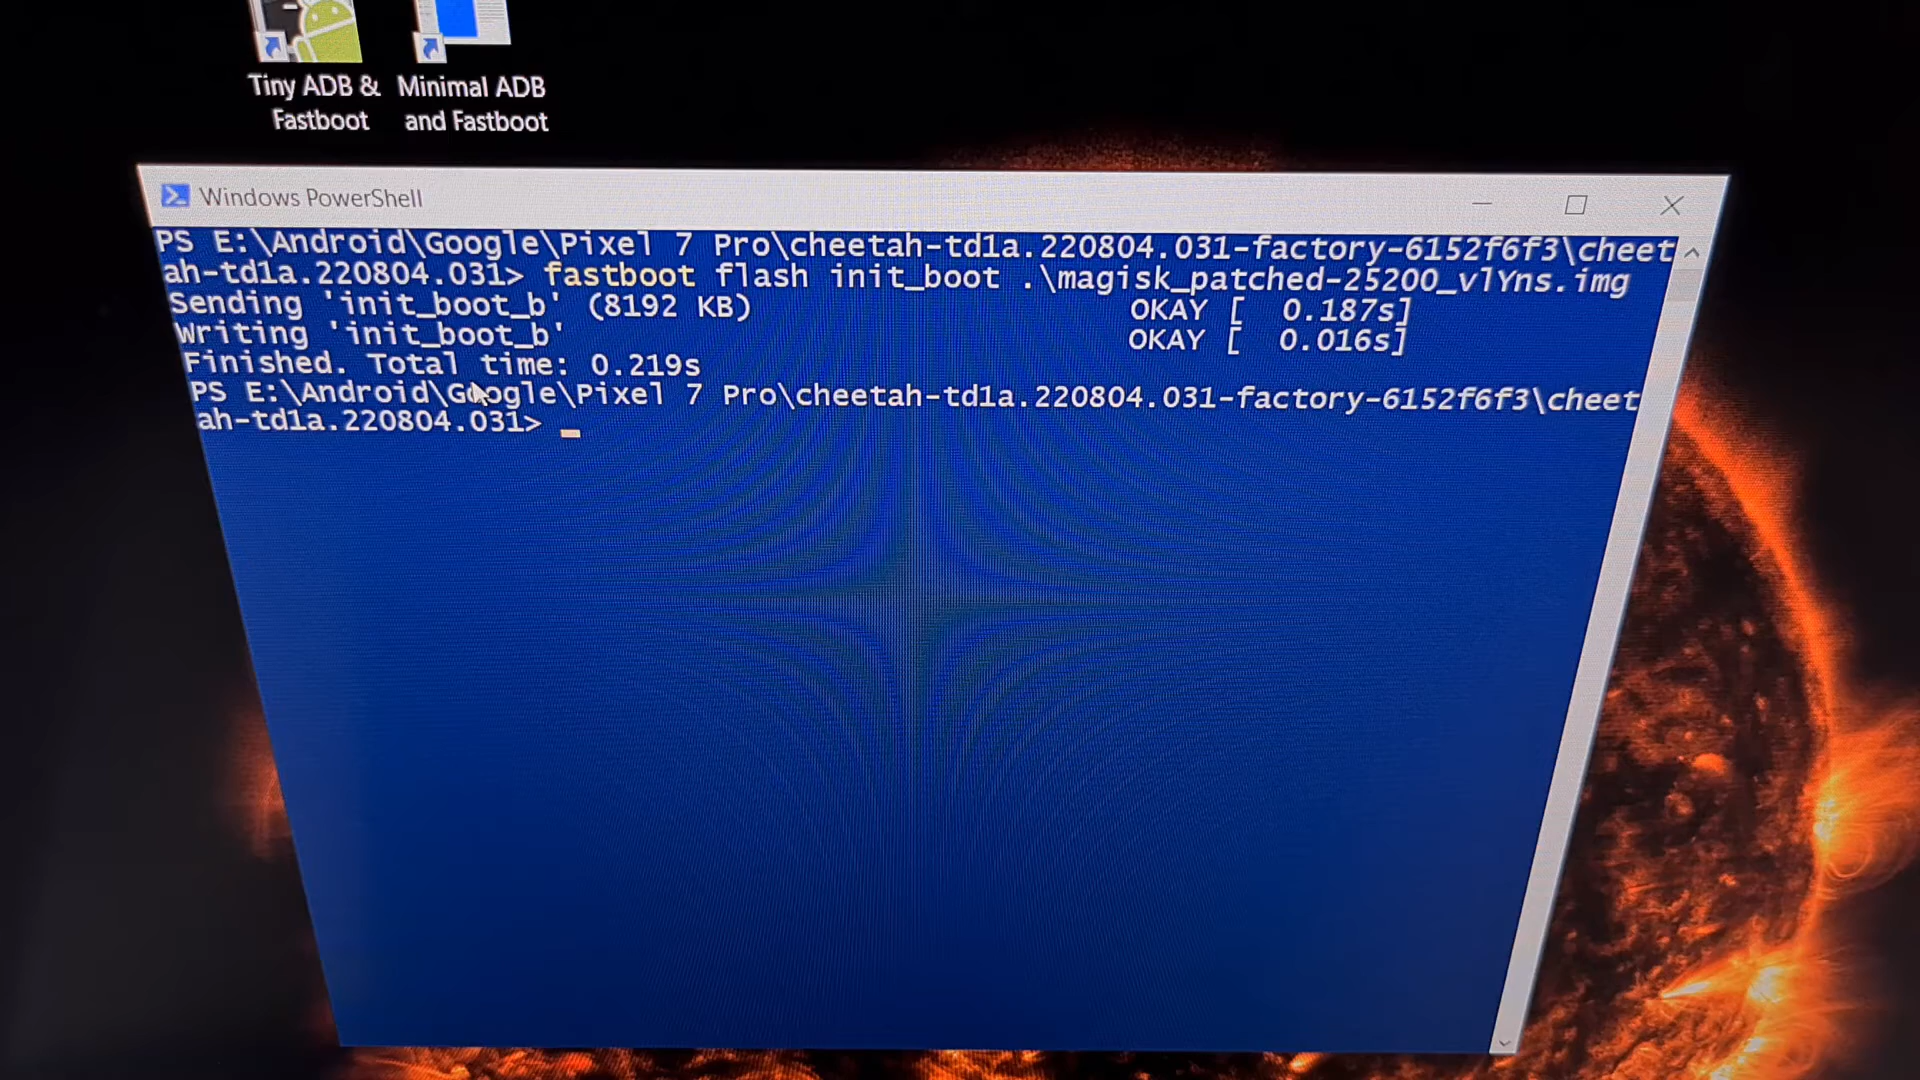 Tiny ADB &
Fastboot
Minimal ADB
and Fastboot
Windows PowerShell
PS E:\Android\Google\Pixel 7 Pro\cheetah-td1a.220804.031-factory-6152f6f3\cheet
ah-td1a.220804.031> fastboot flash init_boot .\magisk_patched-25200_vlYns.img
Sending 'init_boot_b' (8192 KB) OKAY [ 0.187s]
Writing 'init_boot_b' OKAY [ 0.016s]
Finished. Total time: 0.219s
PS E:\Android\Google\Pixel 7 Pro\cheetah-td1a.220804.031-factory-6152f6f3\cheet
ah-td1a.220804.031>